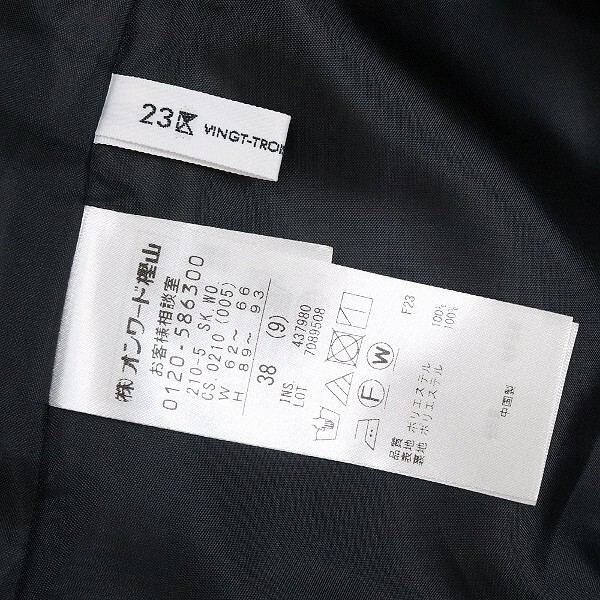 23区 VINGT-TROIS
(株)オンワード樫山
お客様相談室
0120-586300
210-5 SK W0
CS.0210 (005)
W 62～ 66
H 89～ 93
38 (9)
INS 437980
LOT 7089508
F23
品質
表地 ポリエステル 100%
裏地 ポリエステル 100%
中国製